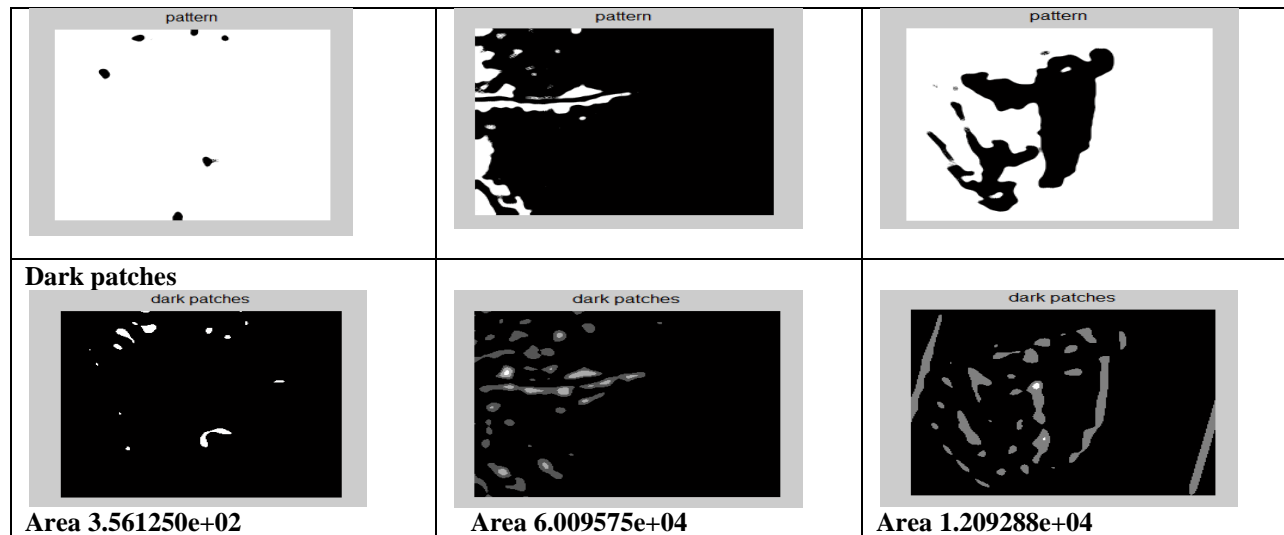 pattern
pattern
pattern
Dark patches
dark patches
dark patches
dark patches
Area 3.561250e+02
Area 6.009575e+04
Area 1.209288e+04